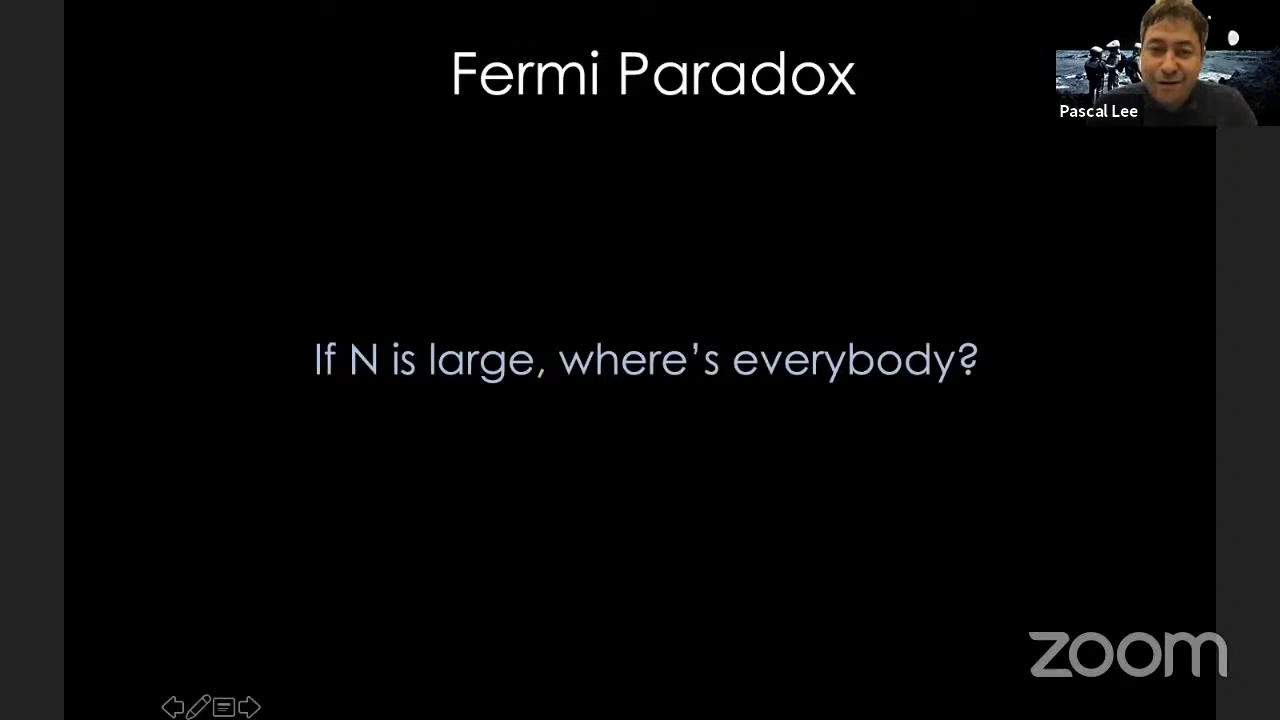 Fermi Paradox
Pascal Lee
If N is large, where’s everybody?
zoom